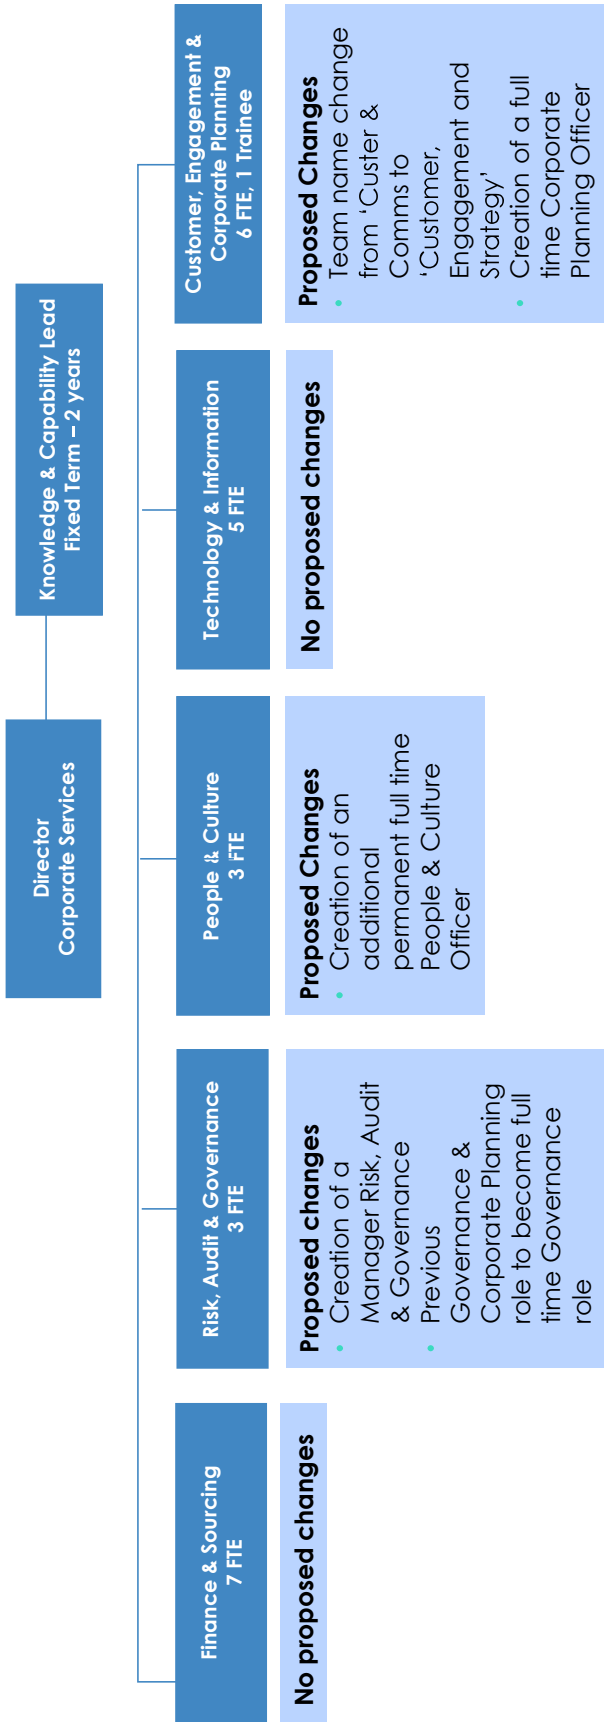 Director
Corporate Services
Knowledge & Capability Lead
Fixed Term – 2 years
Finance & Sourcing
7 FTE
No proposed changes
Risk, Audit & Governance
3 FTE
Proposed changes
• Creation of a
Manager Risk, Audit
& Governance
• Previous
Governance &
Corporate Planning
role to become full
time Governance
role
People & Culture
3 FTE
Proposed Changes
• Creation of an
additional
permanent full time
People & Culture
Officer
Technology & Information
5 FTE
No proposed changes
Customer, Engagement &
Corporate Planning
6 FTE, 1 Trainee
Proposed Changes
• Team name change
from ‘Custer &
Comms to
‘Customer,
Engagement and
Strategy’
• Creation of a full
time Corporate
Planning Officer